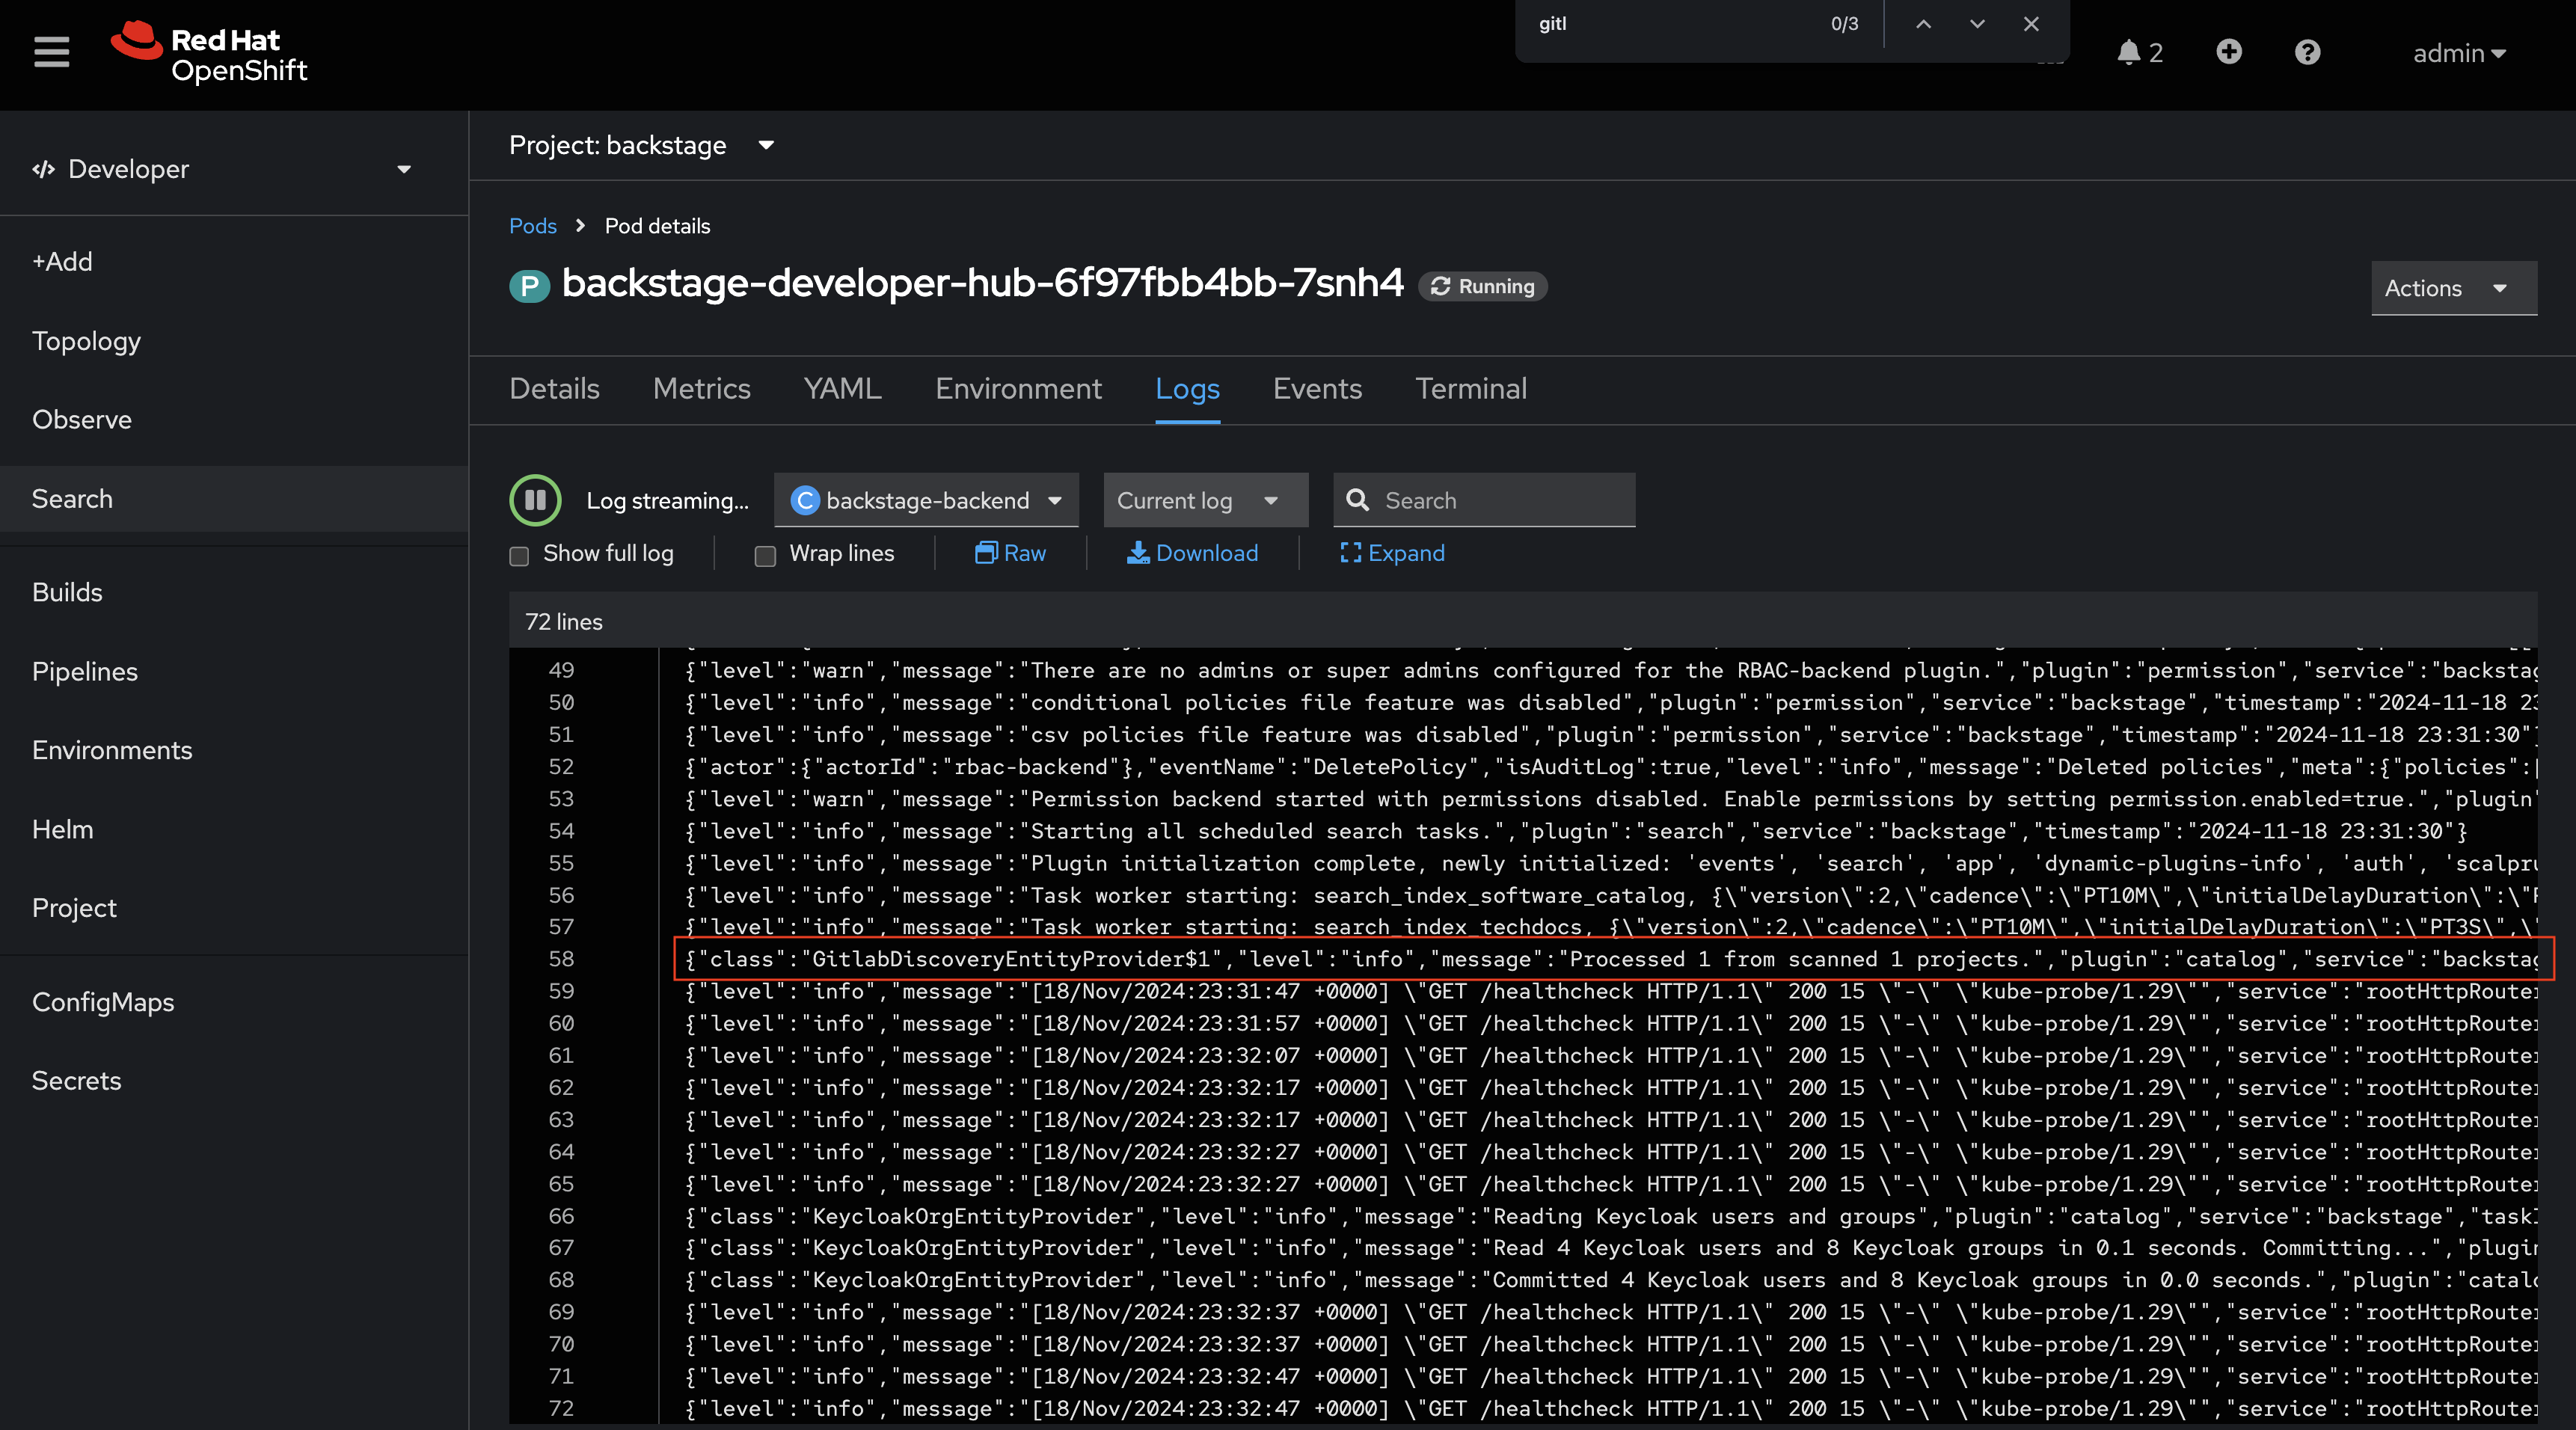 Red Hat
OpenShift
gitl 0/3
2
admin
Developer
Project: backstage
Pods > Pod details
P backstage-developer-hub-6f97fbb4bb-7snh4 Running
Actions
+Add
Topology
Observe
Search
Builds
Pipelines
Environments
Helm
Project
ConfigMaps
Secrets
Details Metrics YAML Environment Logs Events Terminal
Log streaming... C backstage-backend Current log Search
Show full log Wrap lines Raw Download Expand
72 lines
49 {"level":"warn","message":"There are no admins or super admins configured for the RBAC-backend plugin.","plugin":"permission","service":"backstag
50 {"level":"info","message":"conditional policies file feature was disabled","plugin":"permission","service":"backstage","timestamp":"2024-11-18 23
51 {"level":"info","message":"csv policies file feature was disabled","plugin":"permission","service":"backstage","timestamp":"2024-11-18 23:31:30"}
52 {"actor":{"actorId":"rbac-backend"},"eventName":"DeletePolicy","isAuditLog":true,"level":"info","message":"Deleted policies","meta":{"policies":[
53 {"level":"warn","message":"Permission backend started with permissions disabled. Enable permissions by setting permission.enabled=true.","plugin"
54 {"level":"info","message":"Starting all scheduled search tasks.","plugin":"search","service":"backstage","timestamp":"2024-11-18 23:31:30"}
55 {"level":"info","message":"Plugin initialization complete, newly initialized: 'events', 'search', 'app', 'dynamic-plugins-info', 'auth', 'scalpru
56 {"level":"info","message":"Task worker starting: search_index_software_catalog, {\"version\":2,\"cadence\":\"PT10M\",\"initialDelayDuration\":\"P
57 {"level":"info","message":"Task worker starting: search_index_techdocs, {\"version\":2,\"cadence\":\"PT10M\",\"initialDelayDuration\":\"PT3S\",\"
58 {"class":"GitlabDiscoveryEntityProvider$1","level":"info","message":"Processed 1 from scanned 1 projects.","plugin":"catalog","service":"backstag
59 {"level":"info","message":"[18/Nov/2024:23:31:47 +0000] \"GET /healthcheck HTTP/1.1\" 200 15 \"-\" \"kube-probe/1.29\"","service":"rootHttpRouter
60 {"level":"info","message":"[18/Nov/2024:23:31:57 +0000] \"GET /healthcheck HTTP/1.1\" 200 15 \"-\" \"kube-probe/1.29\"","service":"rootHttpRouter
61 {"level":"info","message":"[18/Nov/2024:23:32:07 +0000] \"GET /healthcheck HTTP/1.1\" 200 15 \"-\" \"kube-probe/1.29\"","service":"rootHttpRouter
62 {"level":"info","message":"[18/Nov/2024:23:32:17 +0000] \"GET /healthcheck HTTP/1.1\" 200 15 \"-\" \"kube-probe/1.29\"","service":"rootHttpRouter
63 {"level":"info","message":"[18/Nov/2024:23:32:17 +0000] \"GET /healthcheck HTTP/1.1\" 200 15 \"-\" \"kube-probe/1.29\"","service":"rootHttpRouter
64 {"level":"info","message":"[18/Nov/2024:23:32:27 +0000] \"GET /healthcheck HTTP/1.1\" 200 15 \"-\" \"kube-probe/1.29\"","service":"rootHttpRouter
65 {"level":"info","message":"[18/Nov/2024:23:32:27 +0000] \"GET /healthcheck HTTP/1.1\" 200 15 \"-\" \"kube-probe/1.29\"","service":"rootHttpRouter
66 {"class":"KeycloakOrgEntityProvider","level":"info","message":"Reading Keycloak users and groups","plugin":"catalog","service":"backstage","taskI
67 {"class":"KeycloakOrgEntityProvider","level":"info","message":"Read 4 Keycloak users and 8 Keycloak groups in 0.1 seconds. Committing...","plugin
68 {"class":"KeycloakOrgEntityProvider","level":"info","message":"Committed 4 Keycloak users and 8 Keycloak groups in 0.0 seconds.","plugin":"catalo
69 {"level":"info","message":"[18/Nov/2024:23:32:37 +0000] \"GET /healthcheck HTTP/1.1\" 200 15 \"-\" \"kube-probe/1.29\"","service":"rootHttpRouter
70 {"level":"info","message":"[18/Nov/2024:23:32:37 +0000] \"GET /healthcheck HTTP/1.1\" 200 15 \"-\" \"kube-probe/1.29\"","service":"rootHttpRouter
71 {"level":"info","message":"[18/Nov/2024:23:32:47 +0000] \"GET /healthcheck HTTP/1.1\" 200 15 \"-\" \"kube-probe/1.29\"","service":"rootHttpRouter
72 {"level":"info","message":"[18/Nov/2024:23:32:47 +0000] \"GET /healthcheck HTTP/1.1\" 200 15 \"-\" \"kube-probe/1.29\"","service":"rootHttpRouter